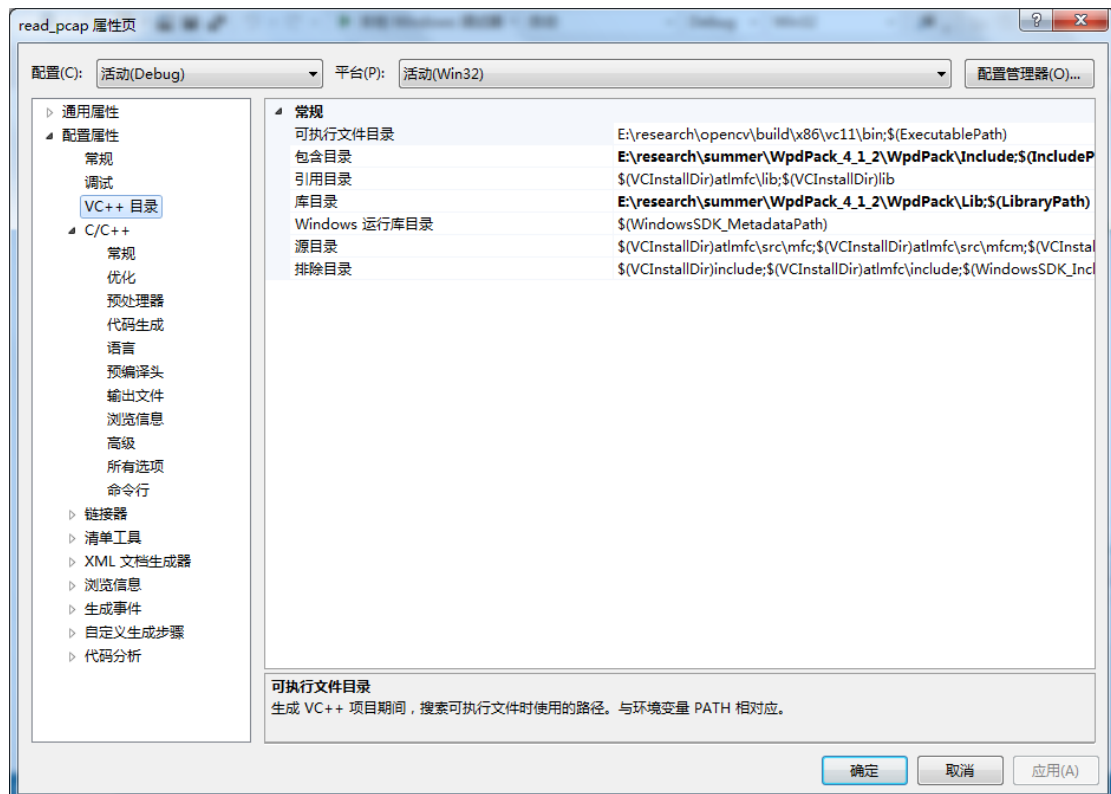 read_pcap 属性页
配置(C): 活动(Debug) 平台(P): 活动(Win32) 配置管理器(O)...
通用属性
配置属性
常规
调试
VC++ 目录
C/C++
常规
优化
预处理器
代码生成
语言
预编译头
输出文件
浏览信息
高级
所有选项
命令行
链接器
清单工具
XML 文档生成器
浏览信息
生成事件
自定义生成步骤
代码分析
常规
可执行文件目录 E:\research\opencv\build\x86\vc11\bin;$(ExecutablePath)
包含目录 E:\research\summer\WpdPack_4_1_2\WpdPack\Include;$(IncludeP
引用目录 $(VCInstallDir)atlmfc\lib;$(VCInstallDir)lib
库目录 E:\research\summer\WpdPack_4_1_2\WpdPack\Lib;$(LibraryPath)
Windows 运行库目录 $(WindowsSDK_MetadataPath)
源目录 $(VCInstallDir)atlmfc\src\mfc;$(VCInstallDir)atlmfc\src\mfcm;$(VCInstal
排除目录 $(VCInstallDir)include;$(VCInstallDir)atlmfc\include;$(WindowsSDK_Incl
可执行文件目录
生成 VC++ 项目期间，搜索可执行文件时使用的路径。与环境变量 PATH 相对应。
确定 取消 应用(A)